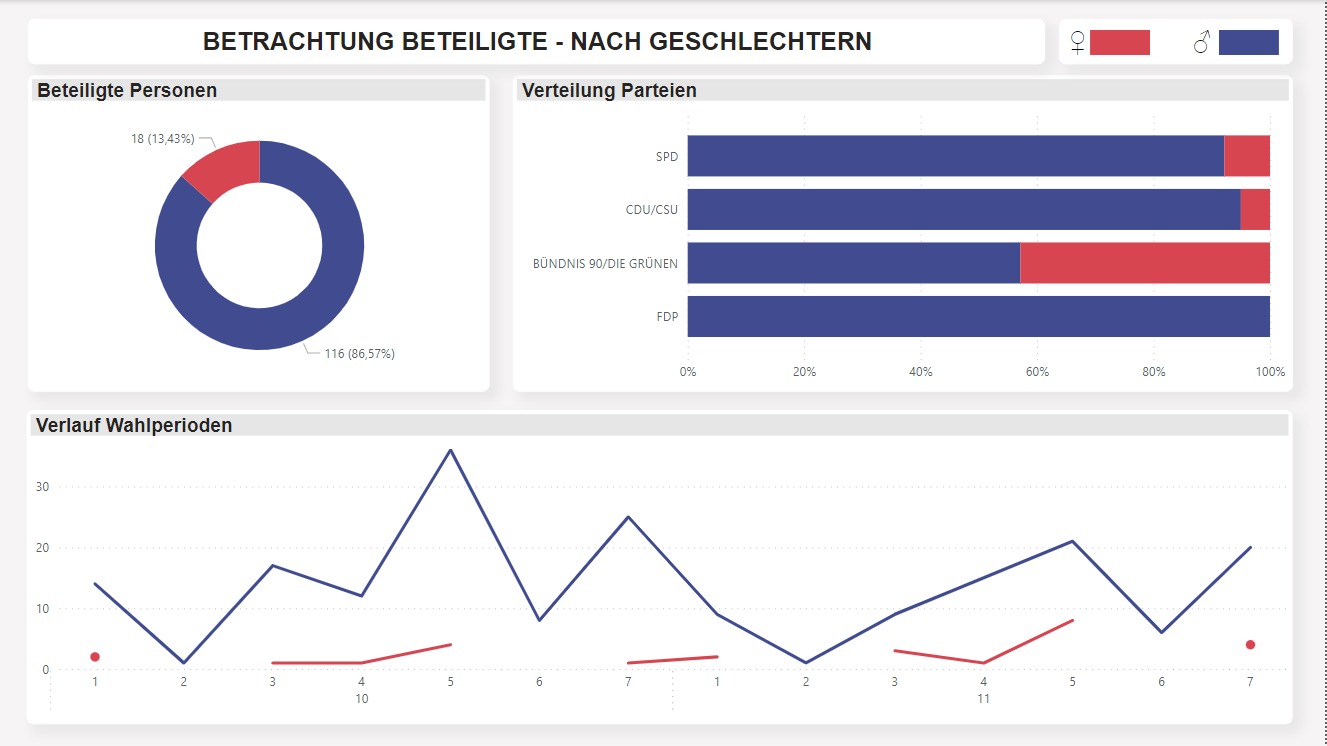 BETRACHTUNG BETEILIGTE - NACH GESCHLECHTERN
♀ ♂
Beteiligte Personen
18 (13,43%)
116 (86,57%)
Verteilung Parteien
SPD
CDU/CSU
BÜNDNIS 90/DIE GRÜNEN
FDP
0% 20% 40% 60% 80% 100%
Verlauf Wahlperioden
30
20
10
0
1 2 3 4 5 6 7 1 2 3 4 5 6 7
10 11